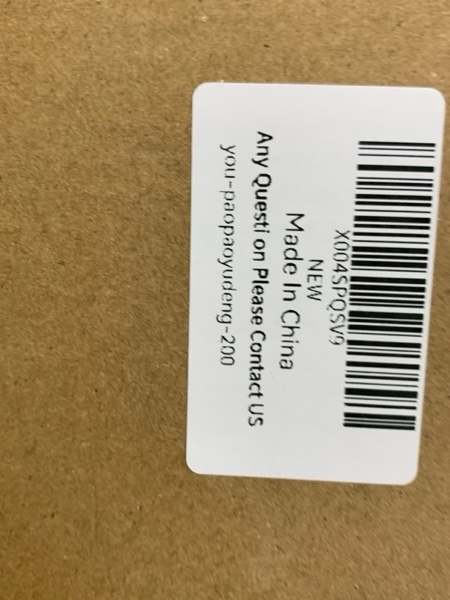 X004SPQSV9
NEW
Made In China
Any Questi on Please Contact US
you-paopaoyudeng-200